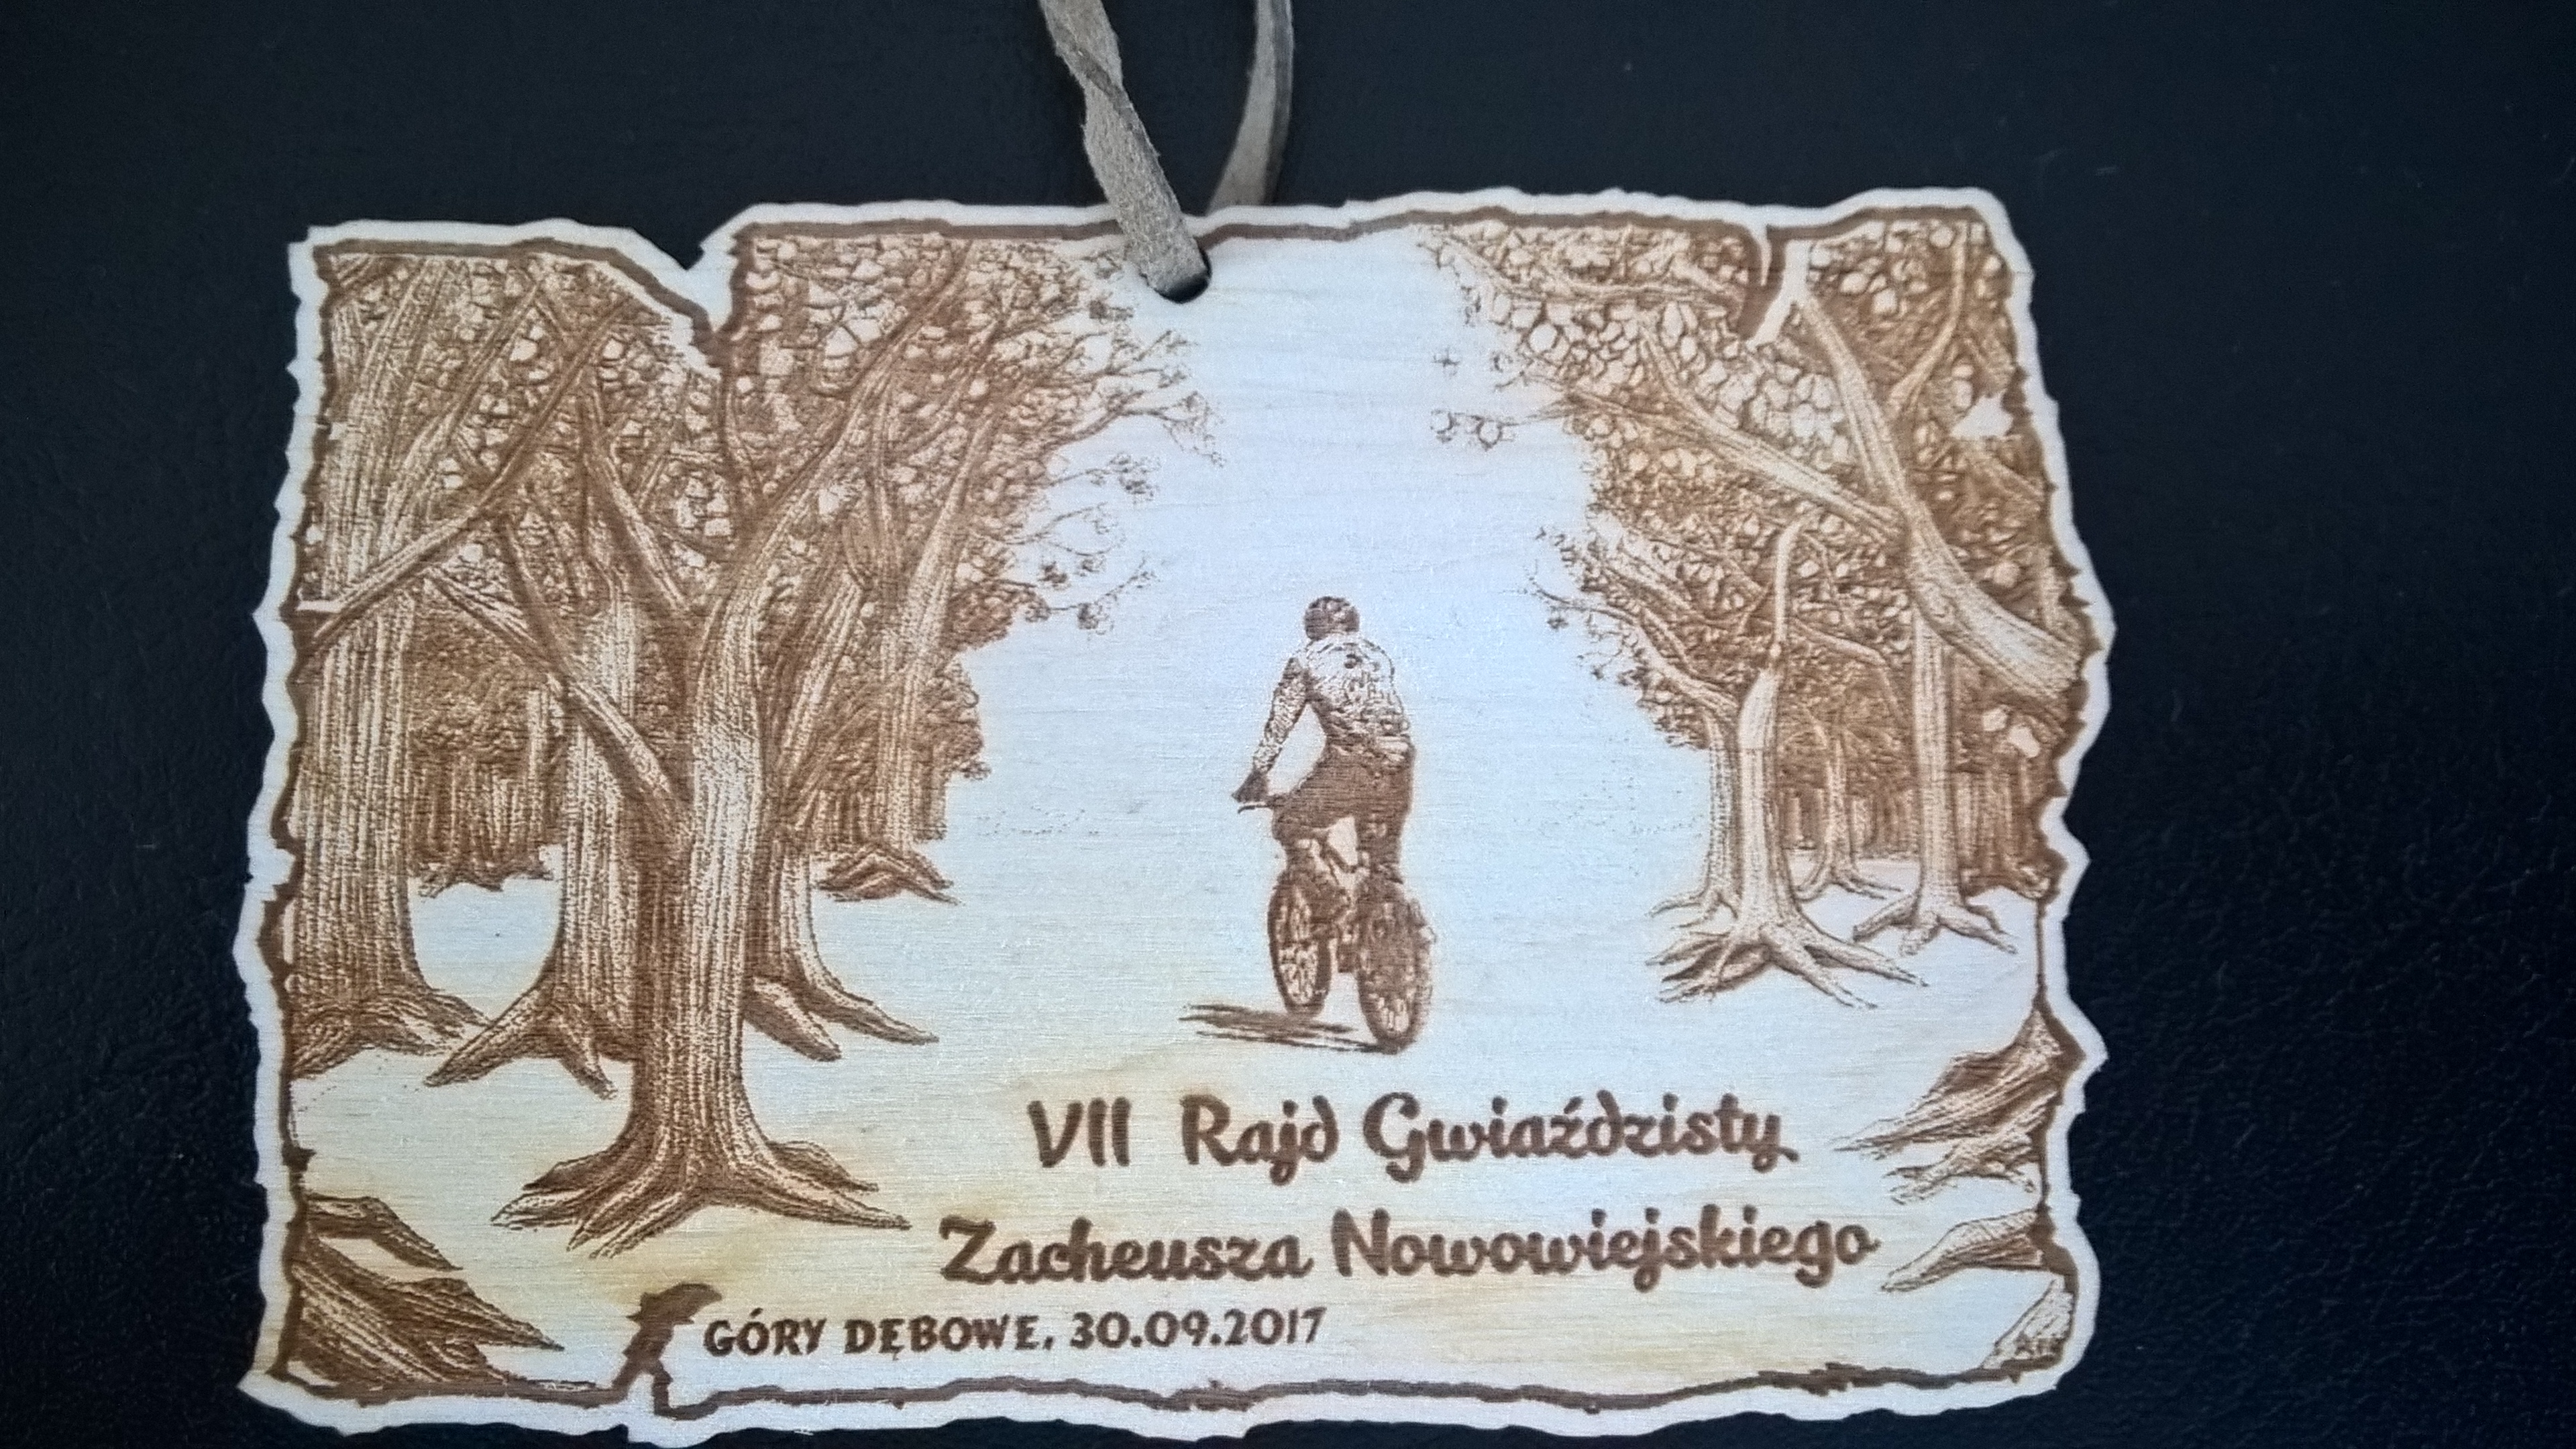 VII Rajd Gwiaździsty
Zacheusza Nowowiejskiego
GÓRY DĘBOWE, 30.09.2017